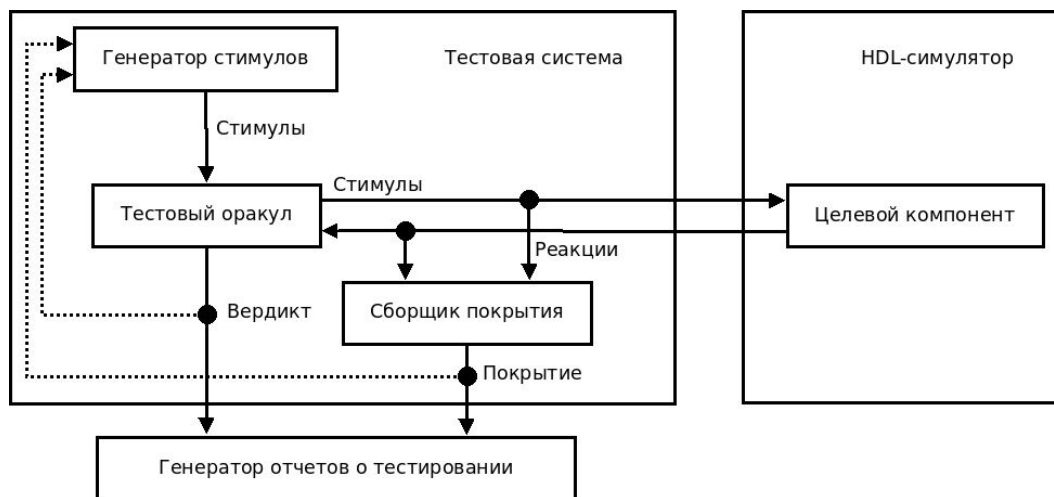 Генератор стимулов
Тестовая система
HDL-симулятор
Стимулы
Стимулы
Тестовый оракул
Целевой компонент
Реакции
Вердикт
Сборщик покрытия
Покрытие
Генератор отчетов о тестировании